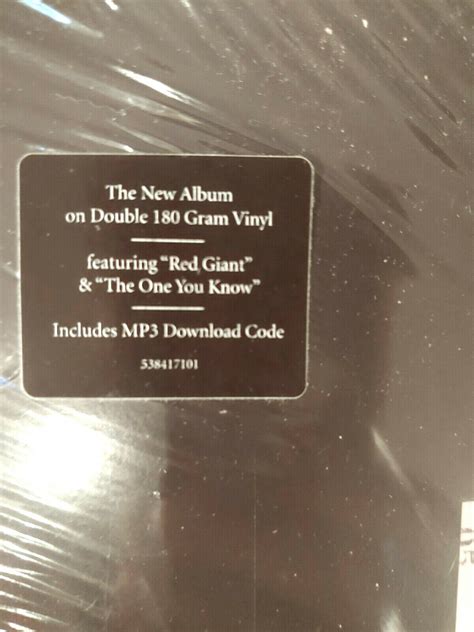 The New Album
on Double 180 Gram Vinyl
featuring “Red Giant”
& “The One You Know”
Includes MP3 Download Code
538417101